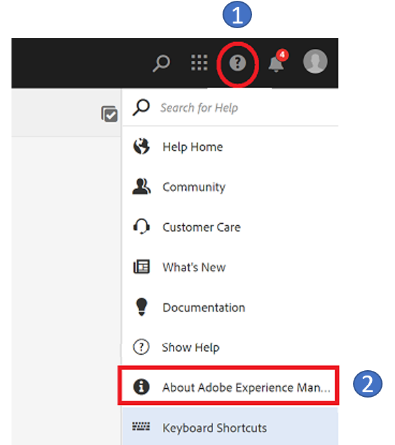 1
?
4
Search for Help
Help Home
Community
Customer Care
What's New
Documentation
? Show Help
i About Adobe Experience Man...
2
Keyboard Shortcuts